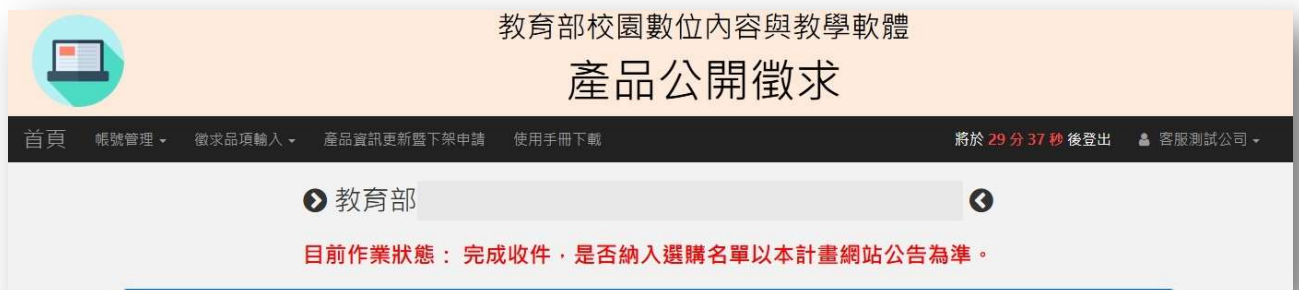 教育部校園數位內容與教學軟體
產品公開徵求
首頁 帳號管理 徵求品項輸入 產品資訊更新暨下架申請 使用手冊下載 將於 29 分 37 秒 後登出 客服測試公司
教育部
目前作業狀態： 完成收件，是否納入選購名單以本計畫網站公告為準。